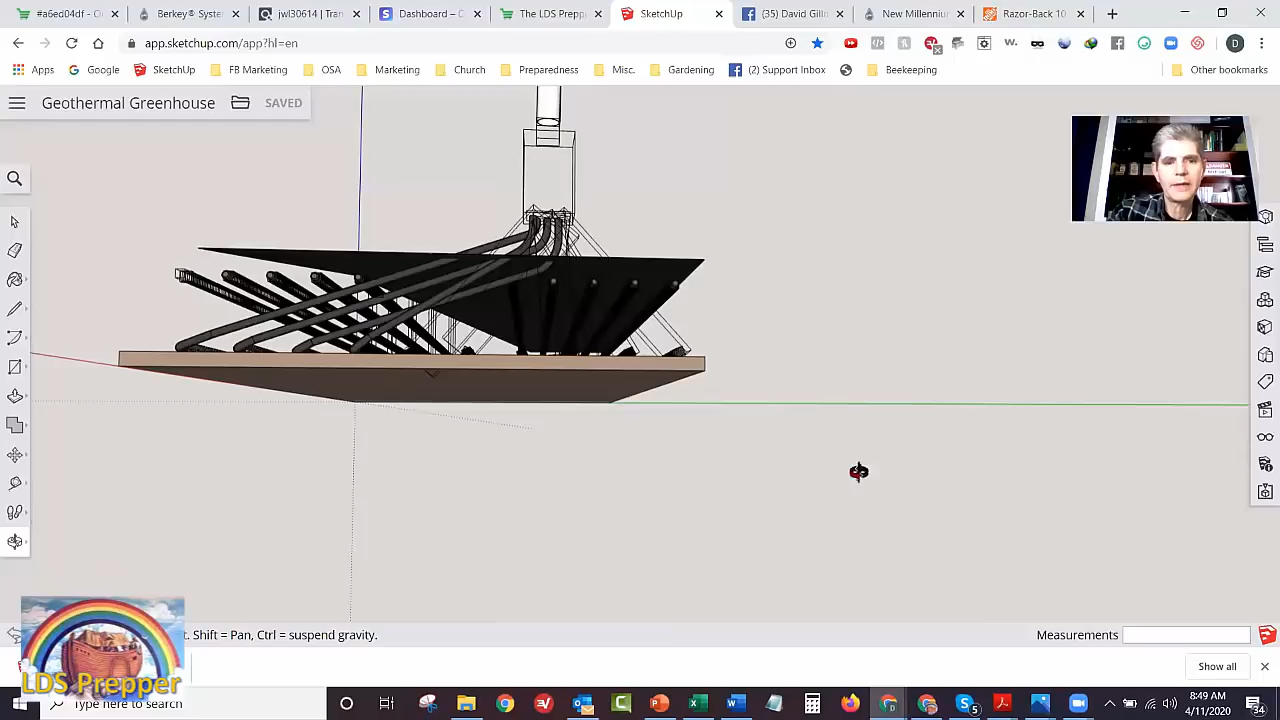 #a6ed04df - O
Berkey® Syste
jwl30614 | Tran
Dashboard – C
The LDS Prepp
SketchUp
(35) David Gilm
New Millenniu
Razor-Back 10
app.sketchup.com/app?hl=en
Apps
Google
SketchUp
FB Marketing
OSA
Marketing
Church
Preparedness
Misc.
Gardening
(2) Support Inbox
Beekeeping
Other bookmarks
Geothermal Greenhouse
SAVED
t. Shift = Pan, Ctrl = suspend gravity.
Measurements
Show all
LDS Prepper
Type here to search
8:49 AM
4/11/2020